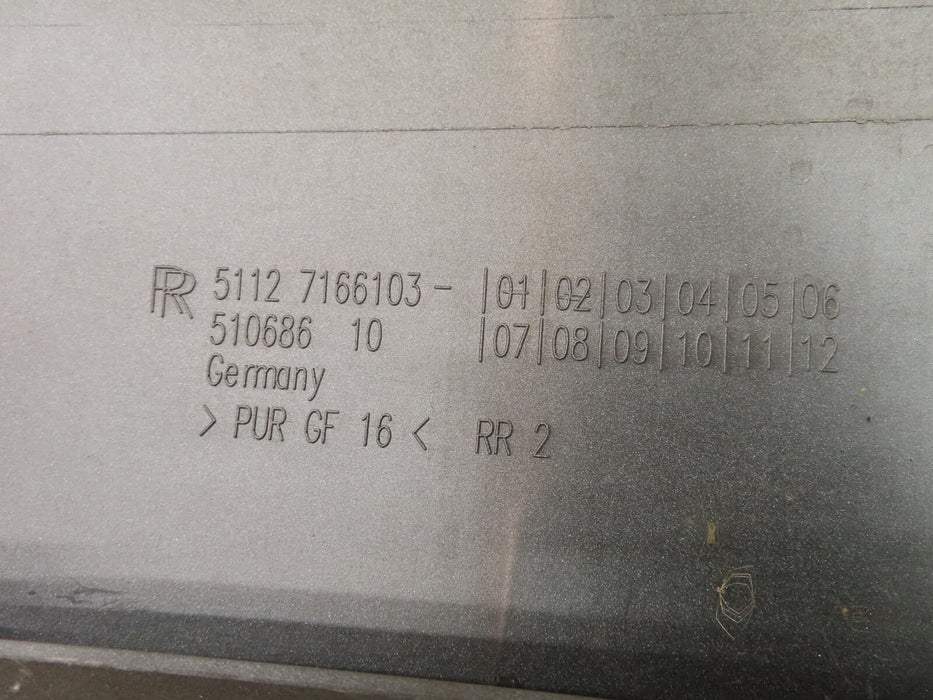 RR 5112 7166103- |01|02|03|04|05|06
510686 10 |07|08|09|10|11|12
Germany
> PUR GF 16 < RR 2